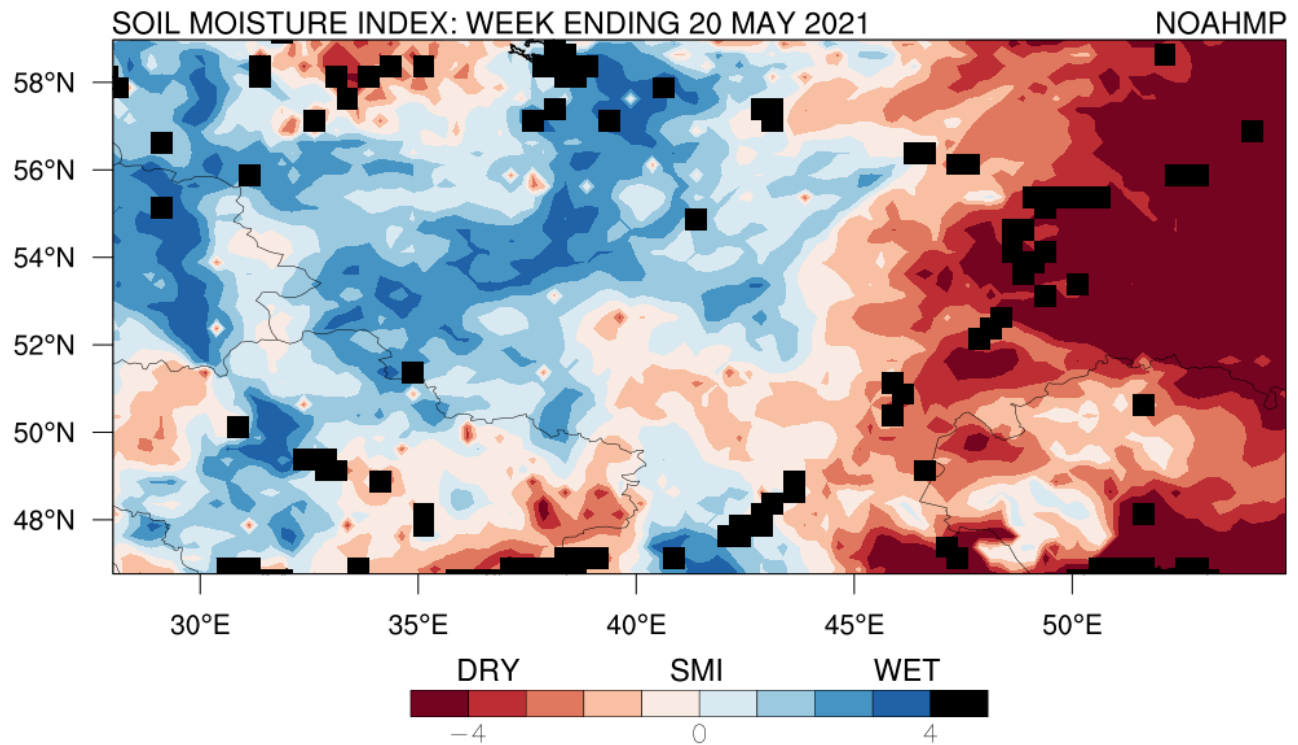 SOIL MOISTURE INDEX: WEEK ENDING 20 MAY 2021 NOAHMP
58°N
56°N
54°N
52°N
50°N
48°N
30°E 35°E 40°E 45°E 50°E
DRY SMI WET
−4 0 4